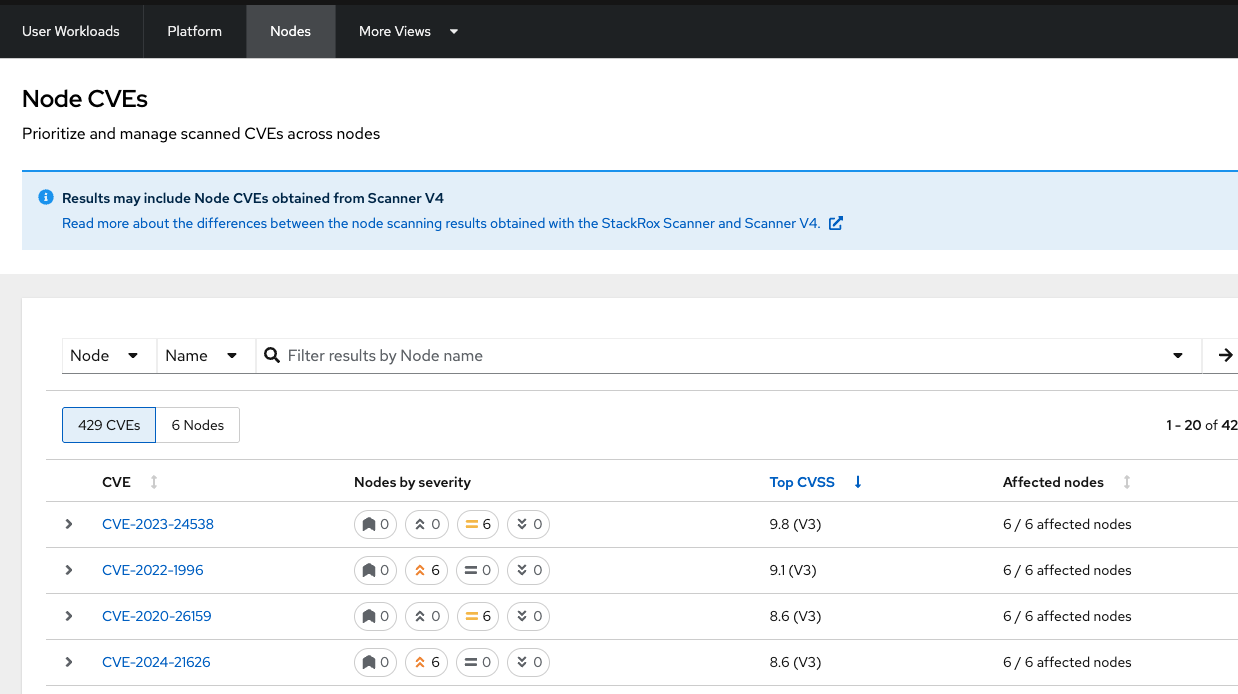 User Workloads Platform Nodes More Views
Node CVEs
Prioritize and manage scanned CVEs across nodes
Results may include Node CVEs obtained from Scanner V4
Read more about the differences between the node scanning results obtained with the StackRox Scanner and Scanner V4.
Node Name Filter results by Node name
429 CVEs 6 Nodes 1 - 20 of 42
CVE Nodes by severity Top CVSS Affected nodes
CVE-2023-24538 0 0 6 0 9.8 (V3) 6 / 6 affected nodes
CVE-2022-1996 0 6 0 0 9.1 (V3) 6 / 6 affected nodes
CVE-2020-26159 0 0 6 0 8.6 (V3) 6 / 6 affected nodes
CVE-2024-21626 0 6 0 0 8.6 (V3) 6 / 6 affected nodes